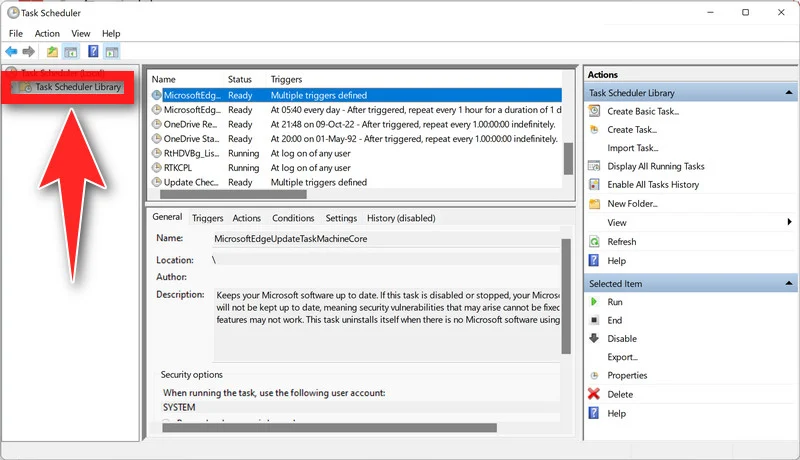 Task Scheduler
File Action View Help
Task Scheduler (Local)
Task Scheduler Library
Name Status Triggers
MicrosoftEdg... Ready Multiple triggers defined
MicrosoftEdg... Ready At 05:40 every day - After triggered, repeat every 1 hour for a duration of 1 d
OneDrive Re... Ready At 21:48 on 09-Oct-22 - After triggered, repeat every 1.00:00:00 indefinitely.
OneDrive Sta... Ready At 20:00 on 01-May-92 - After triggered, repeat every 1.00:00:00 indefinitely.
RtHDVBg_Lis... Running At log on of any user
RTKCPL Running At log on of any user
Update Chec... Ready Multiple triggers defined
General Triggers Actions Conditions Settings History (disabled)
Name: MicrosoftEdgeUpdateTaskMachineCore
Location: \
Author:
Description: Keeps your Microsoft software up to date. If this task is disabled or stopped, your Microso
will not be kept up to date, meaning security vulnerabilities that may arise cannot be fixed
features may not work. This task uninstalls itself when there is no Microsoft software using
Security options
When running the task, use the following user account:
SYSTEM
Actions
Task Scheduler Library
Create Basic Task...
Create Task...
Import Task...
Display All Running Tasks
Enable All Tasks History
New Folder...
View
Refresh
Help
Selected Item
Run
End
Disable
Export...
Properties
Delete
Help